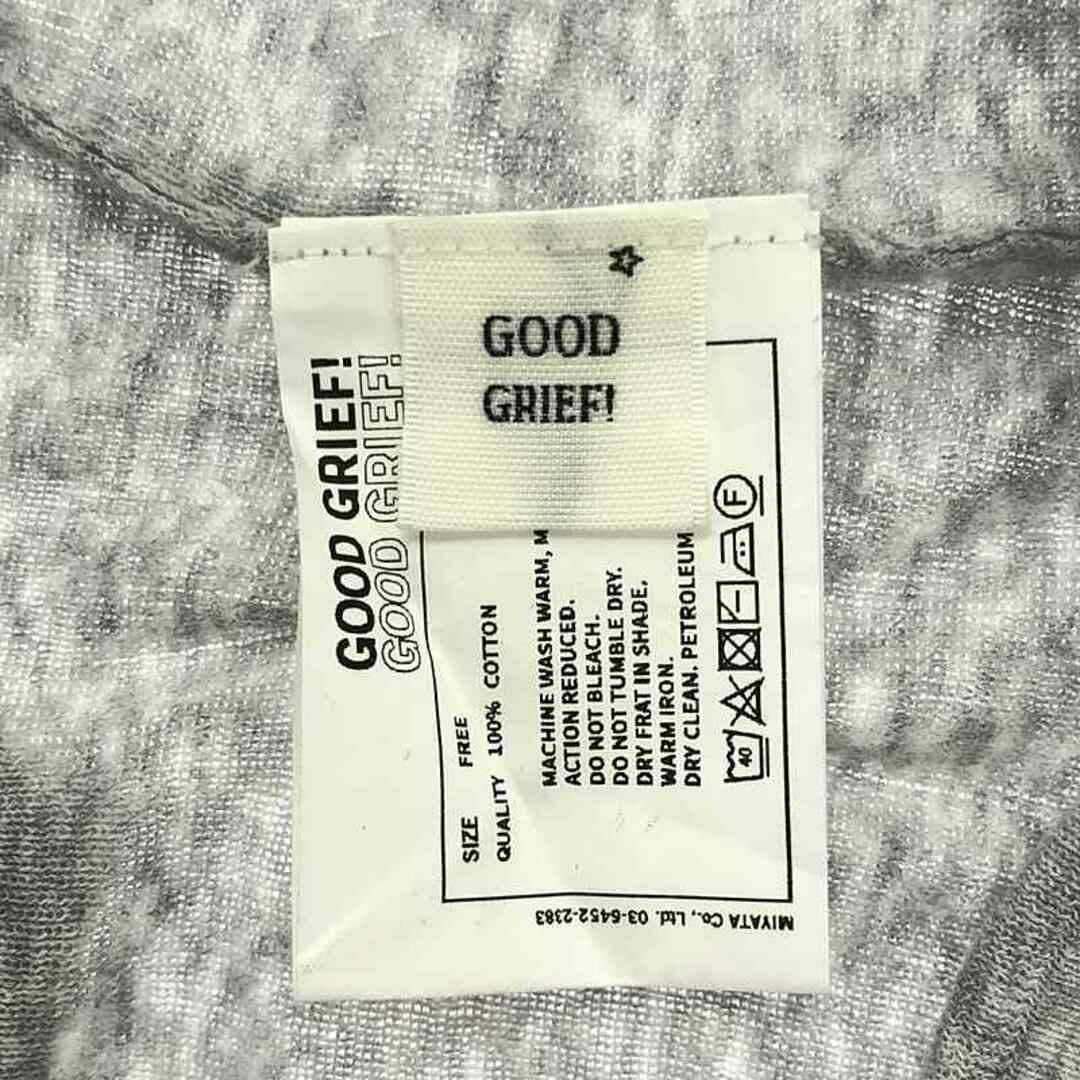 GOOD
GRIEF!
GOOD GRIEF!
GOOD GRIEF!
SIZE FREE
QUALITY 100% COTTON
MACHINE WASH WARM, M
ACTION REDUCED.
DO NOT BLEACH.
DO NOT TUMBLE DRY.
DRY FRAT IN SHADE.
WARM IRON.
DRY CLEAN. PETROLEUM
40
F
MIYATA Co., Ltd. 03-6452-2383